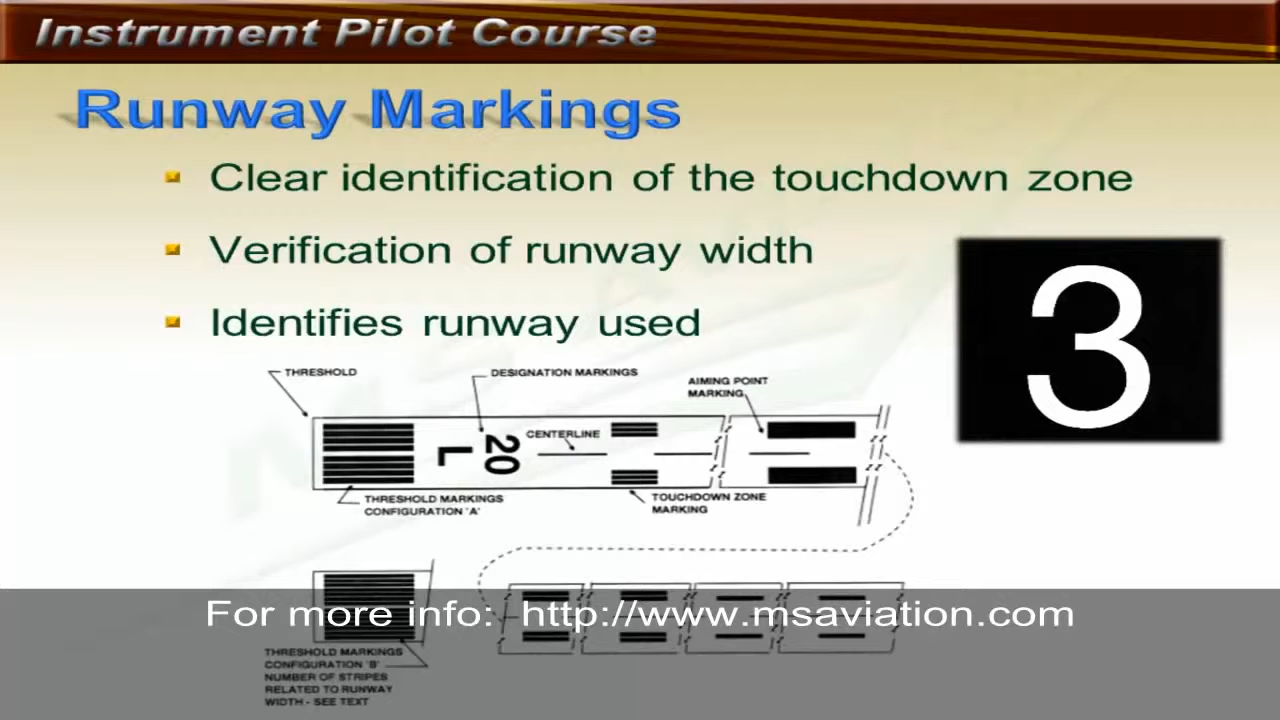 Instrument Pilot Course
Runway Markings
Clear identification of the touchdown zone
Verification of runway width
Identifies runway used
3
THRESHOLD
DESIGNATION MARKINGS
AIMING POINT
MARKING
CENTERLINE
20
L
THRESHOLD MARKINGS
CONFIGURATION 'A'
TOUCHDOWN ZONE
MARKING
For more info: http://www.msaviation.com
THRESHOLD MARKINGS
CONFIGURATION 'B'
NUMBER OF STRIPES
RELATED TO RUNWAY
WIDTH - SEE TEXT